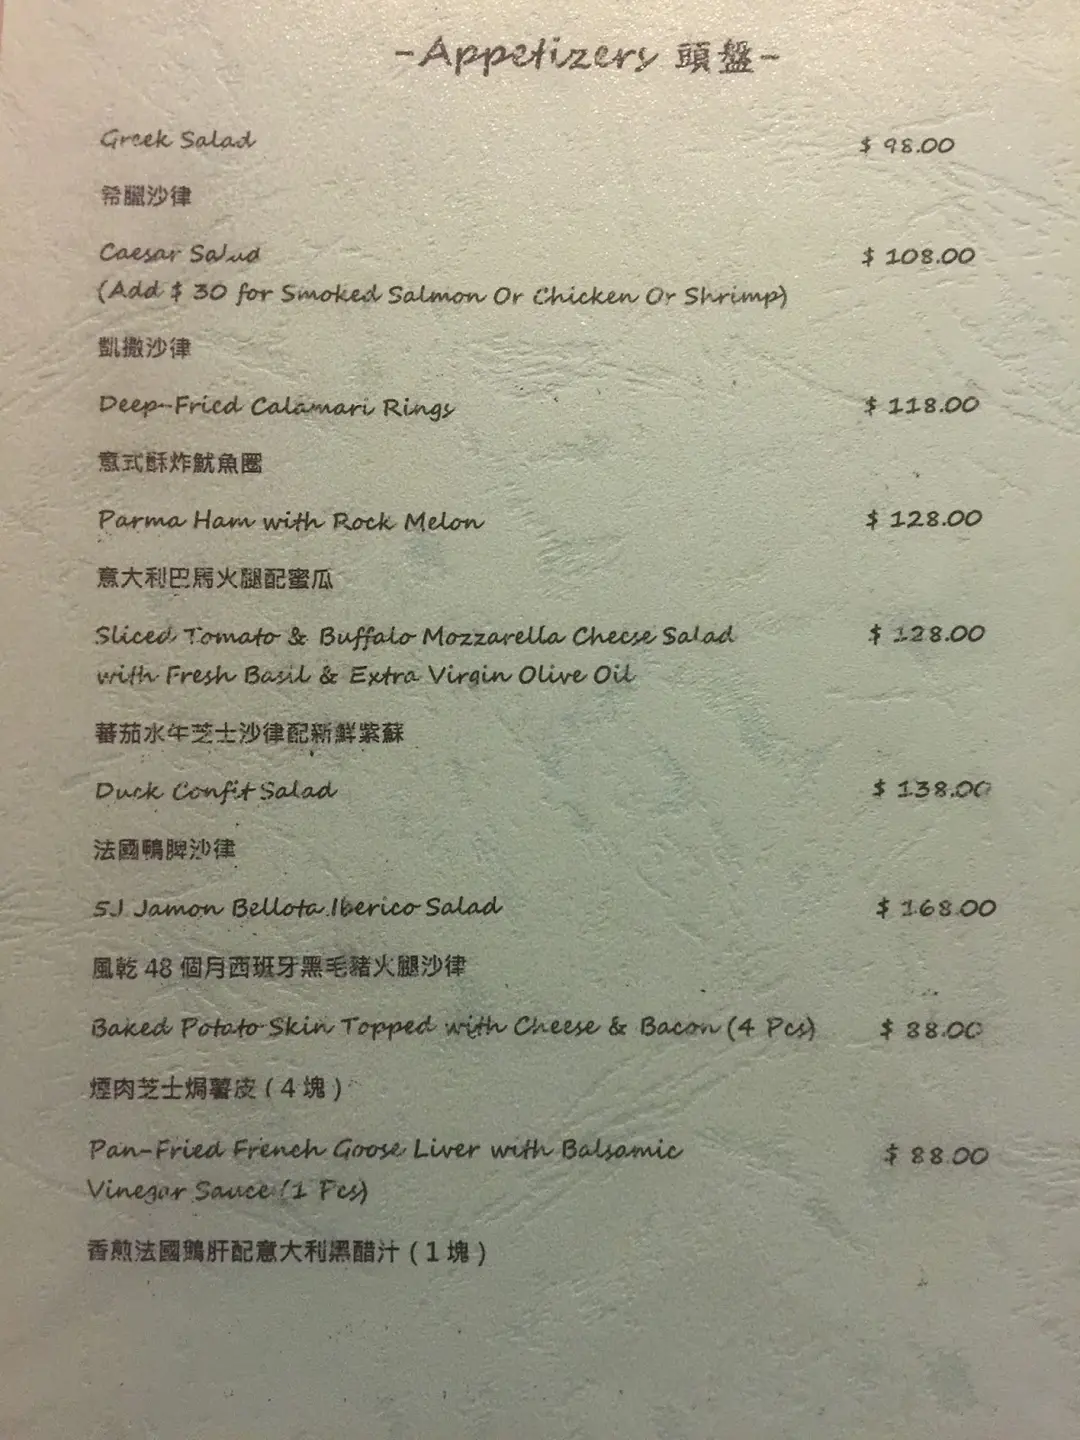 -Appetizers 頭盤-
Greek Salad $ 98.00
希臘沙律
Caesar Salad $ 108.00
(Add $ 30 for Smoked Salmon Or Chicken Or Shrimp)
凱撒沙律
Deep-Fried Calamari Rings $ 118.00
意式酥炸魷魚圈
Parma Ham with Rock Melon $ 128.00
意大利巴馬火腿配蜜瓜
Sliced Tomato & Buffalo Mozzarella Cheese Salad $ 128.00
with Fresh Basil & Extra Virgin Olive Oil
蕃茄水牛芝士沙律配新鮮紫蘇
Duck Confit Salad $ 138.00
法國鴨脾沙律
5J Jamon Bellota Iberico Salad $ 168.00
風乾 48 個月西班牙黑毛豬火腿沙律
Baked Potato Skin Topped with Cheese & Bacon (4 Pcs) $ 88.00
煙肉芝士焗薯皮 ( 4 塊 )
Pan-Fried French Goose Liver with Balsamic $ 88.00
Vinegar Sauce (1 Pcs)
香煎法國鵝肝配意大利黑醋汁 ( 1 塊 )